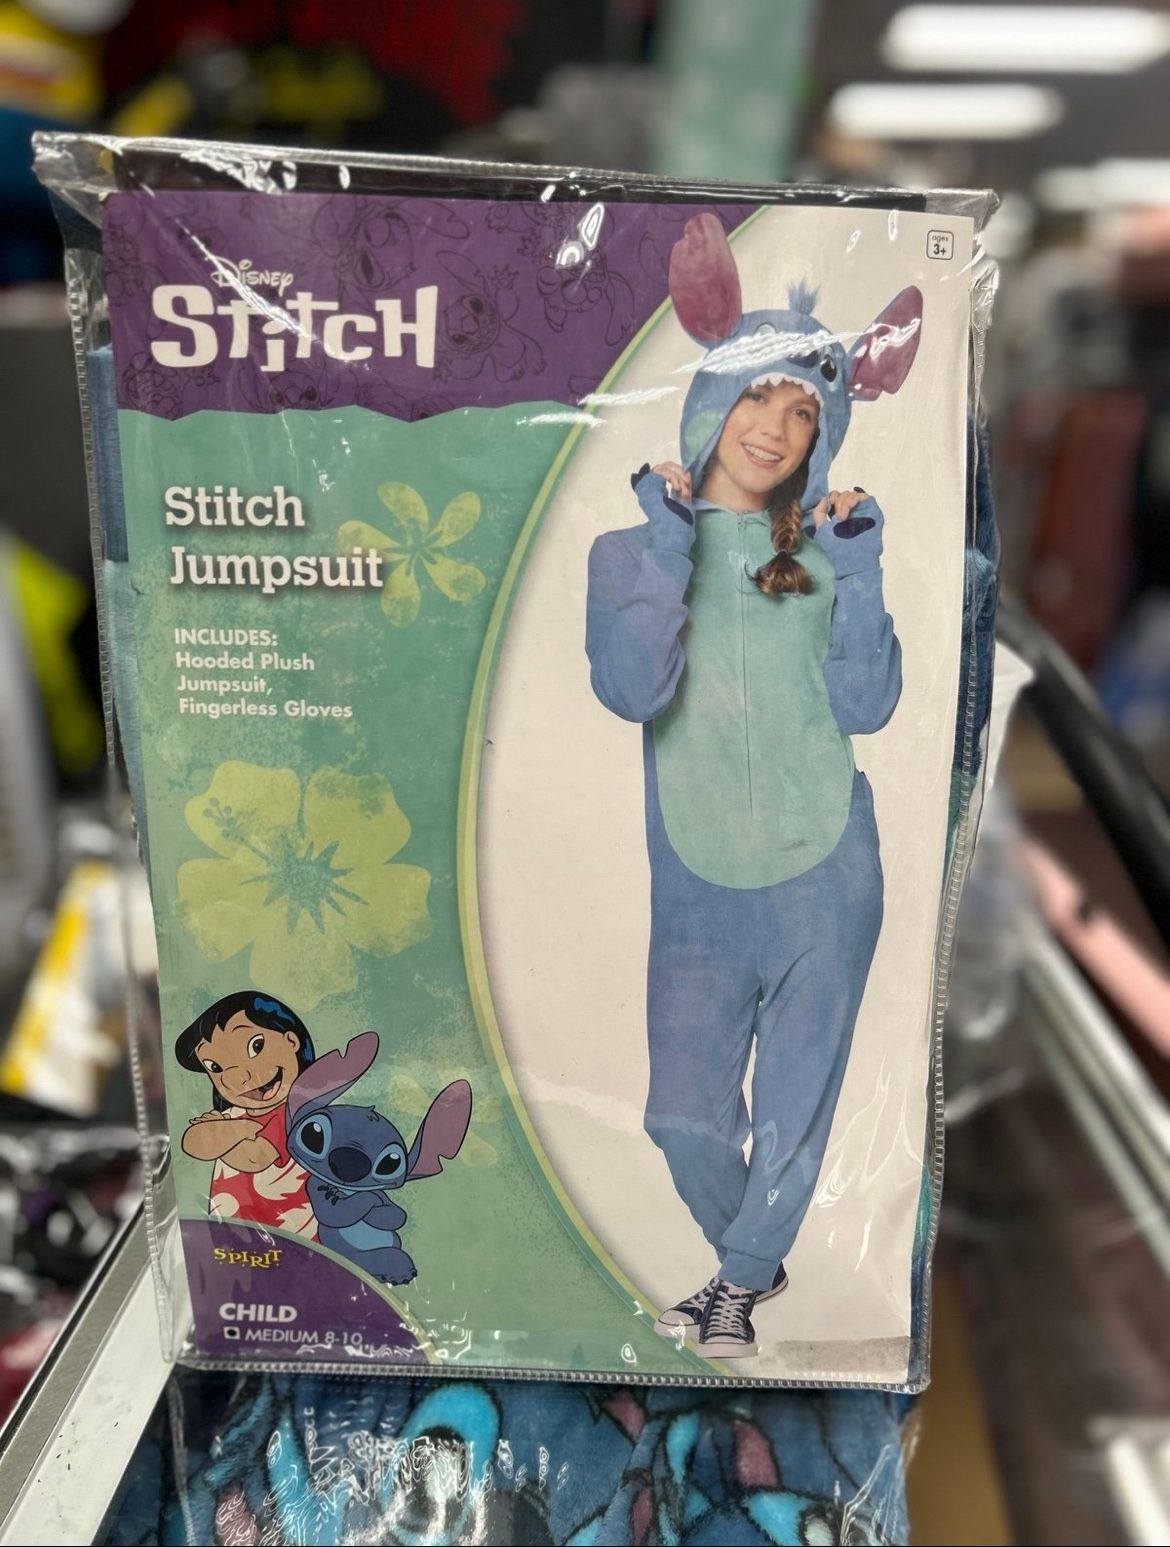 ages
3+
Disney
Stitch
Stitch
Jumpsuit
INCLUDES:
Hooded Plush
Jumpsuit,
Fingerless Gloves
SPIRIT
CHILD
MEDIUM 8-10